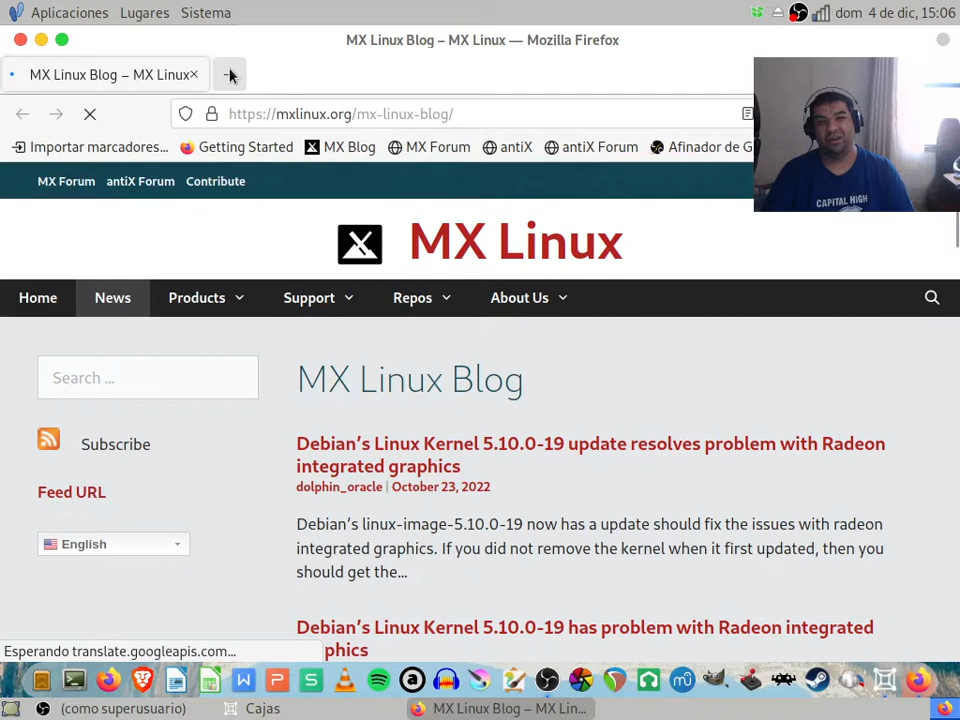 Aplicaciones Lugares Sistema
dom 4 de dic, 15:06
MX Linux Blog – MX Linux — Mozilla Firefox
MX Linux Blog – MX Linux
https://mxlinux.org/mx-linux-blog/
Importar marcadores... Getting Started MX Blog MX Forum antiX antiX Forum Afinador de G
MX Forum antiX Forum Contribute
CAPITAL HIGH
MX Linux
Home News Products Support Repos About Us
Search ...
MX Linux Blog
Subscribe
Debian’s Linux Kernel 5.10.0-19 update resolves problem with Radeon
integrated graphics
dolphin_oracle | October 23, 2022
Feed URL
Debian’s linux-image-5.10.0-19 now has a update should fix the issues with radeon
integrated graphics. If you did not remove the kernel when it first updated, then you
should get the…
English
Debian’s Linux Kernel 5.10.0-19 has problem with Radeon integrated
phics
Esperando translate.googleapis.com…
(como superusuario) Cajas MX Linux Blog – MX Lin...